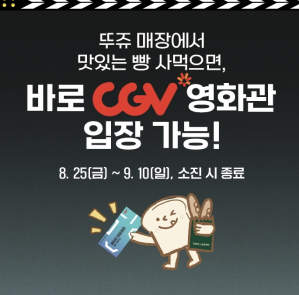 뚜쥬 매장에서
맛있는 빵 사먹으면,
바로 CGV 영화관
입장 가능!
8. 25(금) ~ 9. 10(일), 소진 시 종료